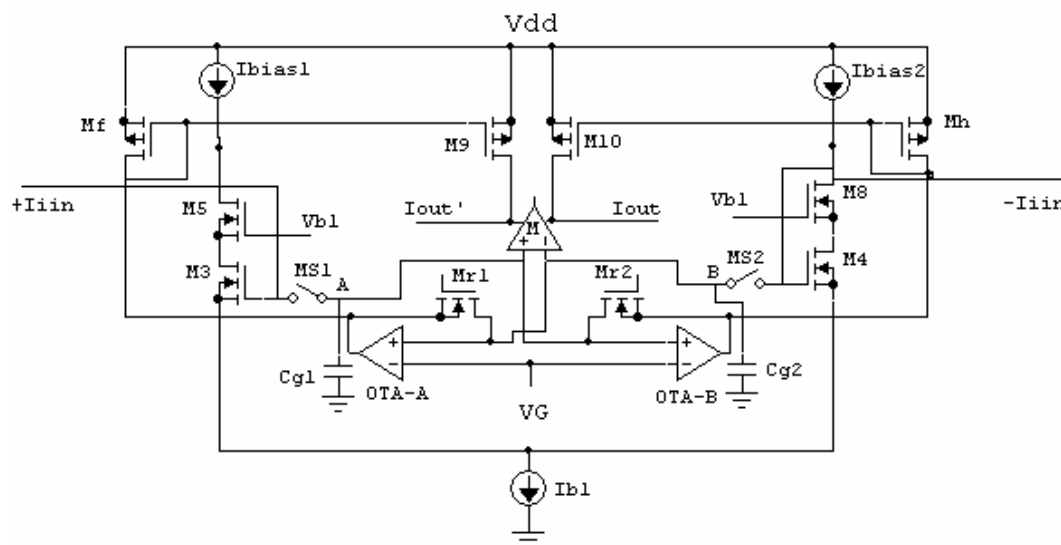 Vdd
Ibias1
Ibias2
Mf
M9
M10
Mh
+Iiin
M5
Vb1
Iout'
Iout
Vb1
M8
-Iiin
M
+
M3
MS1
A
Mr1
Mr2
B
MS2
M4
+
+
Cg1
OTA-A
OTA-B
Cg2
VG
Ib1